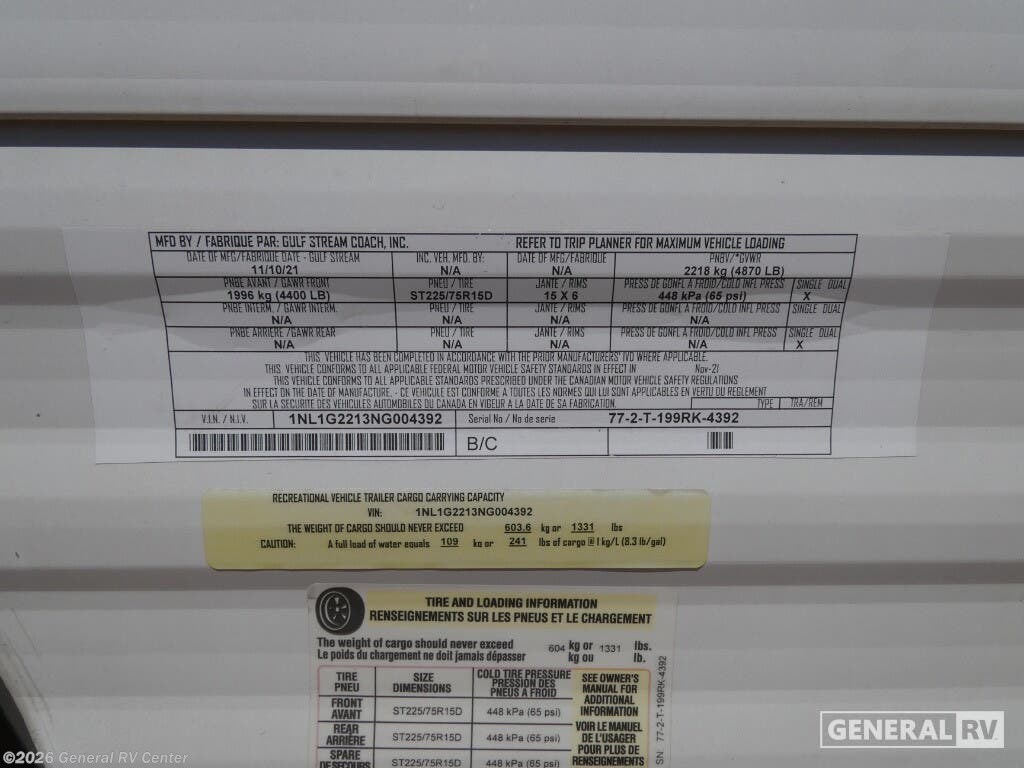 MFD BY / FABRIQUE PAR: GULF STREAM COACH, INC. REFER TO TRIP PLANNER FOR MAXIMUM VEHICLE LOADING
DATE OF MFG/FABRIQUE DATE - GULF STREAM INC. VEH. MFD. BY: DATE OF MFG/FABRIQUE PNBV/*GVWR
11/10/21 N/A N/A 2218 kg (4870 LB)
PNBE AVANT / GAWR FRONT PNEU / TIRE JANTE / RIMS PRESS DE GONFL A FROID/COLD INFL PRESS SINGLE DUAL
1996 kg (4400 LB) ST225/75R15D 15 X 6 448 kPa (65 psi) X
PNBE INTERM. / GAWR INTERM. PNEU / TIRE JANTE / RIMS PRESS DE GONFL A FROID/COLD INFL PRESS SINGLE DUAL
N/A N/A N/A N/A
PNBE ARRIERE / GAWR REAR PNEU / TIRE JANTE / RIMS PRESS DE GONFL A FROID/COLD INFL PRESS SINGLE DUAL
N/A N/A N/A N/A X
THIS VEHICLE HAS BEEN COMPLETED IN ACCORDANCE WITH THE PRIOR MANUFACTURERS' IVD WHERE APPLICABLE.
THIS VEHICLE CONFORMS TO ALL APPLICABLE FEDERAL MOTOR VEHICLE SAFETY STANDARDS IN EFFECT IN Nov-21
THIS VEHICLE CONFORMS TO ALL APPLICABLE STANDARDS PRESCRIBED UNDER THE CANADIAN MOTOR VEHICLE SAFETY REGULATIONS
IN EFFECT ON THE DATE OF MANUFACTURE. - CE VEHICULE EST CONFORME A TOUTES LES NORMES QUI LUI SONT APPLICABLES EN VERTU DU REGLEMENT
SUR LA SECURITE DES VEHICULES AUTOMOBILES DU CANADA EN VIGEUR A LA DATE DE SA FABRICATION. TYPE TRA/REM
V.I.N. / N.I.V. 1NL1G2213NG004392 Serial No / No de serie 77-2-T-199RK-4392
B/C
RECREATIONAL VEHICLE TRAILER CARGO CARRYING CAPACITY
VIN: 1NL1G2213NG004392
THE WEIGHT OF CARGO SHOULD NEVER EXCEED 603.6 kg or 1331 lbs
CAUTION: A full load of water equals 109 kg or 241 lbs of cargo @ 1 kg/L (8.3 lb/gal)
TIRE AND LOADING INFORMATION
RENSEIGNEMENTS SUR LES PNEUS ET LE CHARGEMENT
The weight of cargo should never exceed 604 kg or 1331 lbs.
Le poids du chargement ne doit jamais dépasser kg ou lb.
TIRE SIZE COLD TIRE PRESSURE
PNEU DIMENSIONS PRESSION DES
PNEUS A FROID
SEE OWNER'S
MANUAL FOR
ADDITIONAL
INFORMATION
VOIR LE MANUEL
DE L'USAGER
POUR PLUS DE
RENSEIGNEMENTS
FRONT
AVANT ST225/75R15D 448 kPa (65 psi)
REAR
ARRIÈRE ST225/75R15D 448 kPa (65 psi)
SPARE
DE SECOURS ST225/75R15D 448 kPa (65 psi)
SN: 77-2-T-199RK-4392
GENERAL RV
©2026 General RV Center